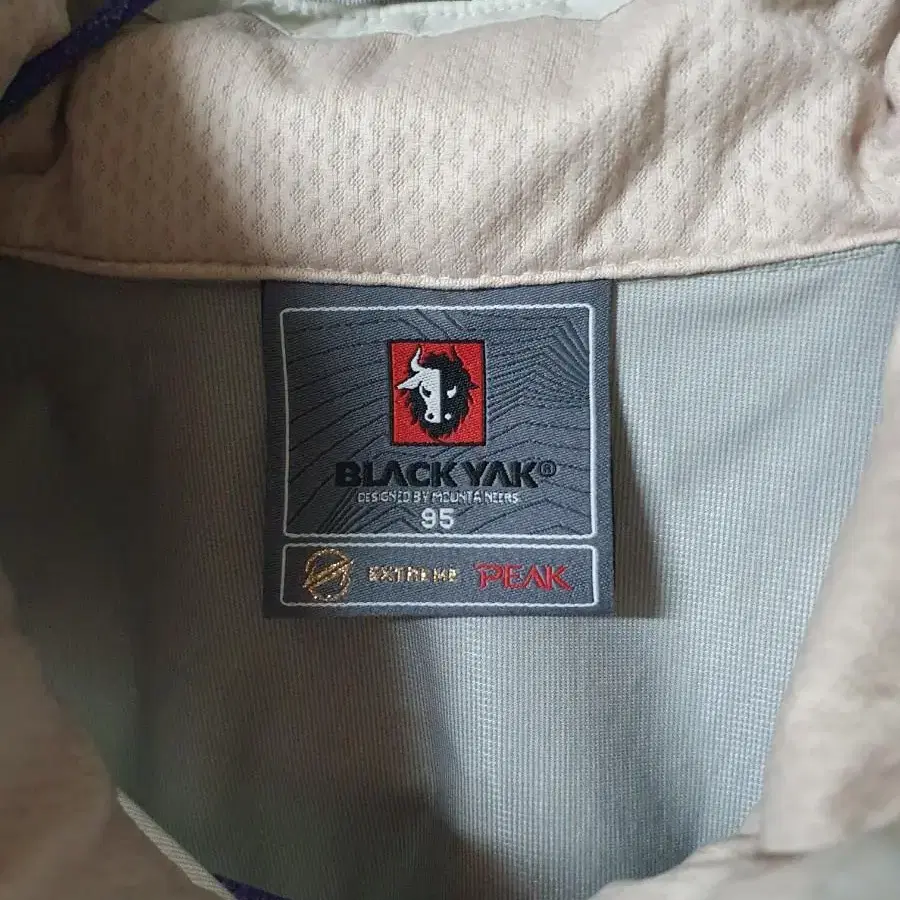 BLACK YAK®
DESIGNED BY MOUNTAINEERS
95
EXTREME PEAK